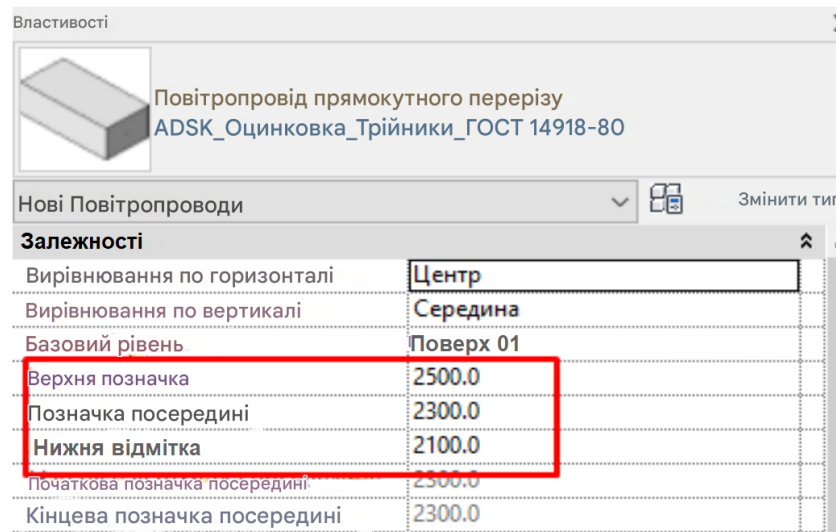 Властивості
Повітропровід прямокутного перерізу
ADSK_Оцинковка_Трійники_ГОСТ 14918-80
Нові Повітропроводи
Змінити тип
Залежності
Вирівнювання по горизонталі Центр
Вирівнювання по вертикалі Середина
Базовий рівень Поверх 01
Верхня позначка 2500.0
Позначка посередині 2300.0
Нижня відмітка 2100.0
Початкова позначка посередині 2300.0
Кінцева позначка посередині 2300.0